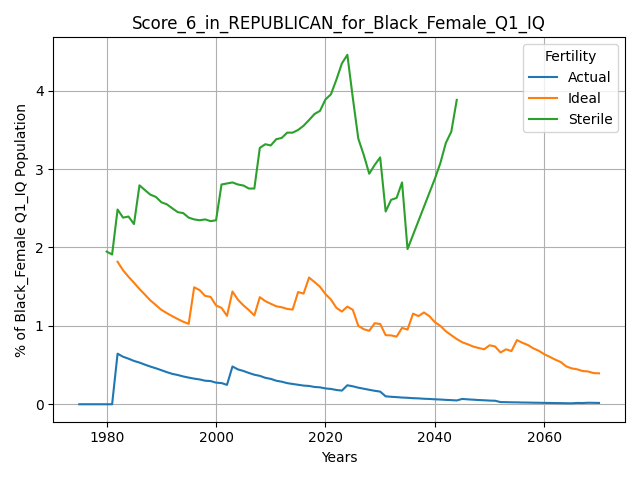 Score_6_in_REPUBLICAN_for_Black_Female_Q1_IQ
% of Black_Female Q1_IQ Population
4
3
2
1
0
Fertility
Actual
Ideal
Sterile
1980 2000 2020 2040 2060
Years